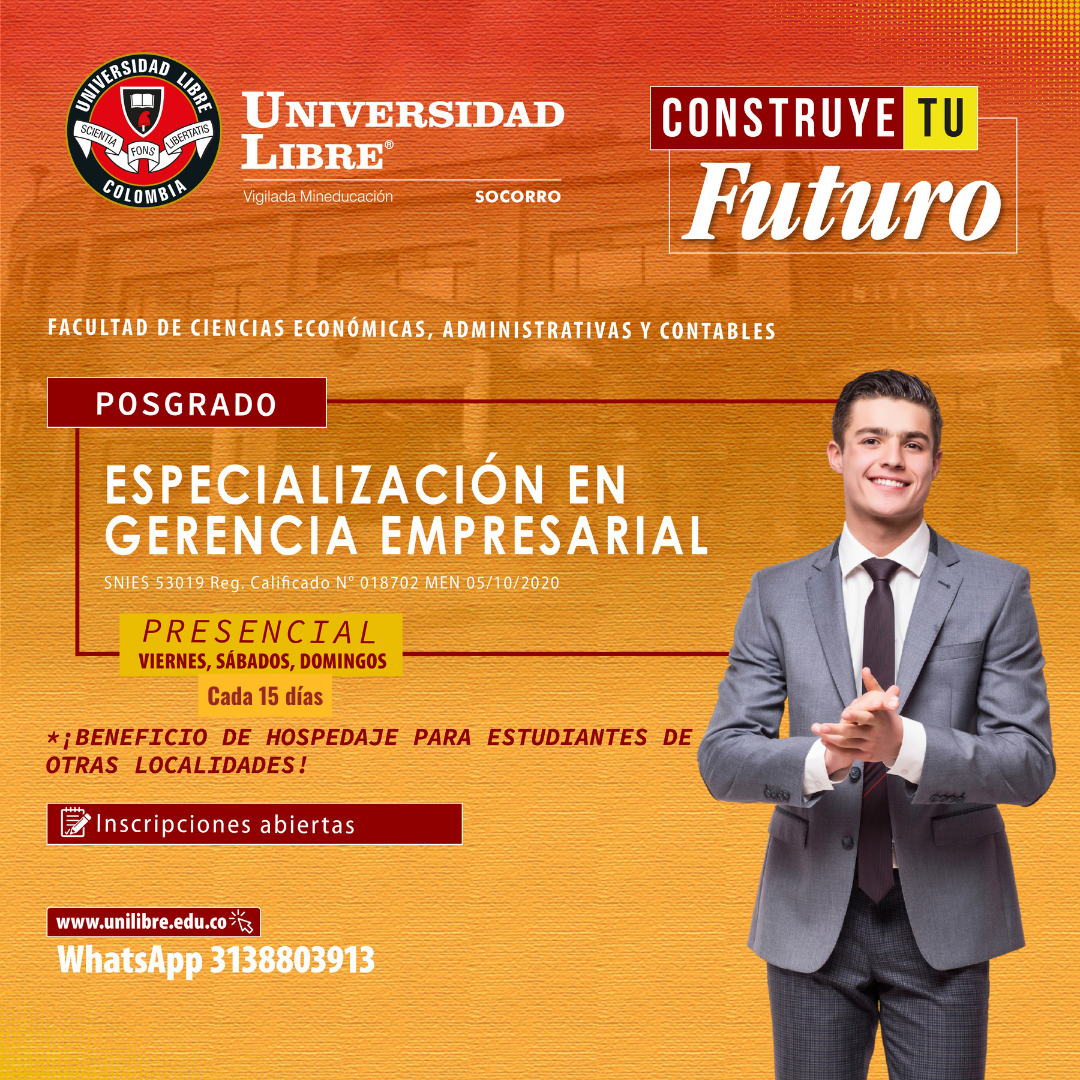 UNIVERSIDAD LIBRE
SCIENTIA FONS LIBERTATIS
COLOMBIA
UNIVERSIDAD
LIBRE®
Vigilada Mineducación SOCORRO
CONSTRUYE TU
Futuro
FACULTAD DE CIENCIAS ECONÓMICAS, ADMINISTRATIVAS Y CONTABLES
POSGRADO
ESPECIALIZACIÓN EN
GERENCIA EMPRESARIAL
SNIES 53019 Reg. Calificado N° 018702 MEN 05/10/2020
PRESENCIAL
VIERNES, SÁBADOS, DOMINGOS
Cada 15 días
*¡BENEFICIO DE HOSPEDAJE PARA ESTUDIANTES DE
OTRAS LOCALIDADES!
Inscripciones abiertas
www.unilibre.edu.co
WhatsApp 3138803913